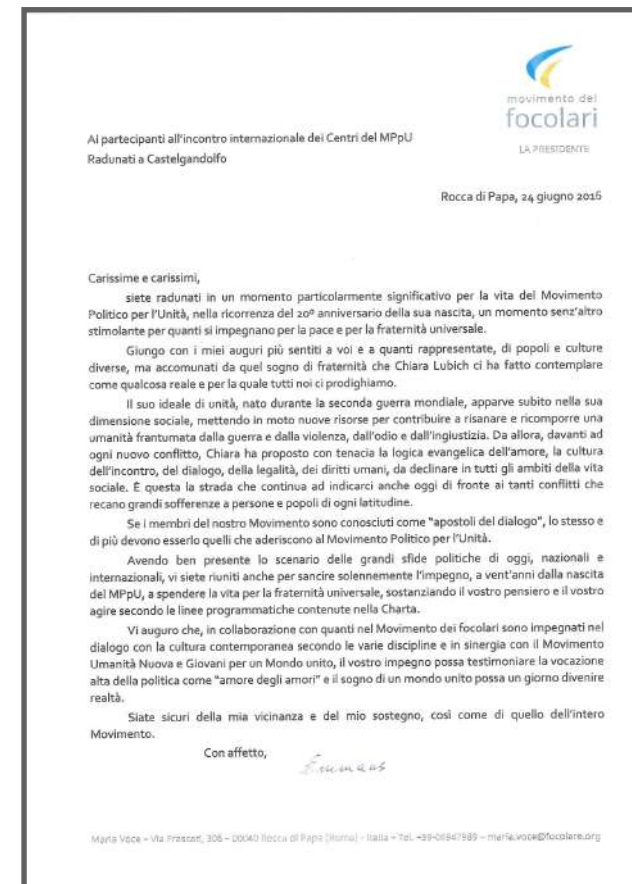 movimento dei
focolari
LA PRESIDENTE
Ai partecipanti all'incontro internazionale dei Centri del MPpU
Radunati a Castelgandolfo
Rocca di Papa, 24 giugno 2016
Carissime e carissimi,
siete radunati in un momento particolarmente significativo per la vita del Movimento
Politico per l'Unità, nella ricorrenza del 20º anniversario della sua nascita, un momento senz'altro
stimolante per quanti si impegnano per la pace e per la fraternità universale.
Giungo con i miei auguri più sentiti a voi e a quanti rappresentate, di popoli e culture
diverse, ma accomunati da quel sogno di fraternità che Chiara Lubich ci ha fatto contemplare
come qualcosa reale e per la quale tutti noi ci prodighiamo.
Il suo ideale di unità, nato durante la seconda guerra mondiale, apparve subito nella sua
dimensione sociale, mettendo in moto nuove risorse per contribuire a risanare e ricomporre una
umanità frantumata dalla guerra e dalla violenza, dall'odio e dall'ingiustizia. Da allora, davanti ad
ogni nuovo conflitto, Chiara ha proposto con tenacia la logica evangelica dell'amore, la cultura
dell'incontro, del dialogo, della legalità, dei diritti umani, da declinare in tutti gli ambiti della vita
sociale. È questa la strada che continua ad indicarci anche oggi di fronte ai tanti conflitti che
recano grandi sofferenze a persone e popoli di ogni latitudine.
Se i membri del nostro Movimento sono conosciuti come "apostoli del dialogo", lo stesso e
di più devono esserlo quelli che aderiscono al Movimento Politico per l'Unità.
Avendo ben presente lo scenario delle grandi sfide politiche di oggi, nazionali e
internazionali, vi siete riuniti anche per sancire solennemente l'impegno, a vent'anni dalla nascita
del MPpU, a spendere la vita per la fraternità universale, sostanziando il vostro pensiero e il vostro
agire secondo le linee programmatiche contenute nella Charta.
Vi auguro che, in collaborazione con quanti nel Movimento dei focolari sono impegnati nel
dialogo con la cultura contemporanea secondo le varie discipline e in sinergia con il Movimento
Umanità Nuova e Giovani per un Mondo unito, il vostro impegno possa testimoniare la vocazione
alta della politica come "amore degli amori" e il sogno di un mondo unito possa un giorno divenire
realtà.
Siate sicuri della mia vicinanza e del mio sostegno, così come di quello dell'intero
Movimento.
Con affetto,
Emmaus
Maria Voce – Via Frascati, 306 – 00040 Rocca di Papa (Roma) - Italia – Tel. – maria.voce@focolare.org